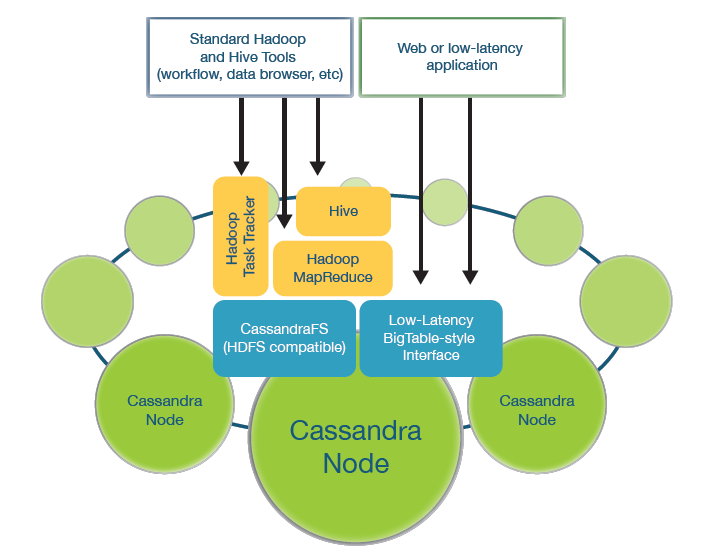 Standard Hadoop
and Hive Tools
(workflow, data browser, etc)
Web or low-latency
application
Hadoop
Task Tracker
Hive
Hadoop
MapReduce
CassandraFS
(HDFS compatible)
Low-Latency
BigTable-style
Interface
Cassandra
Node
Cassandra
Node
Cassandra
Node